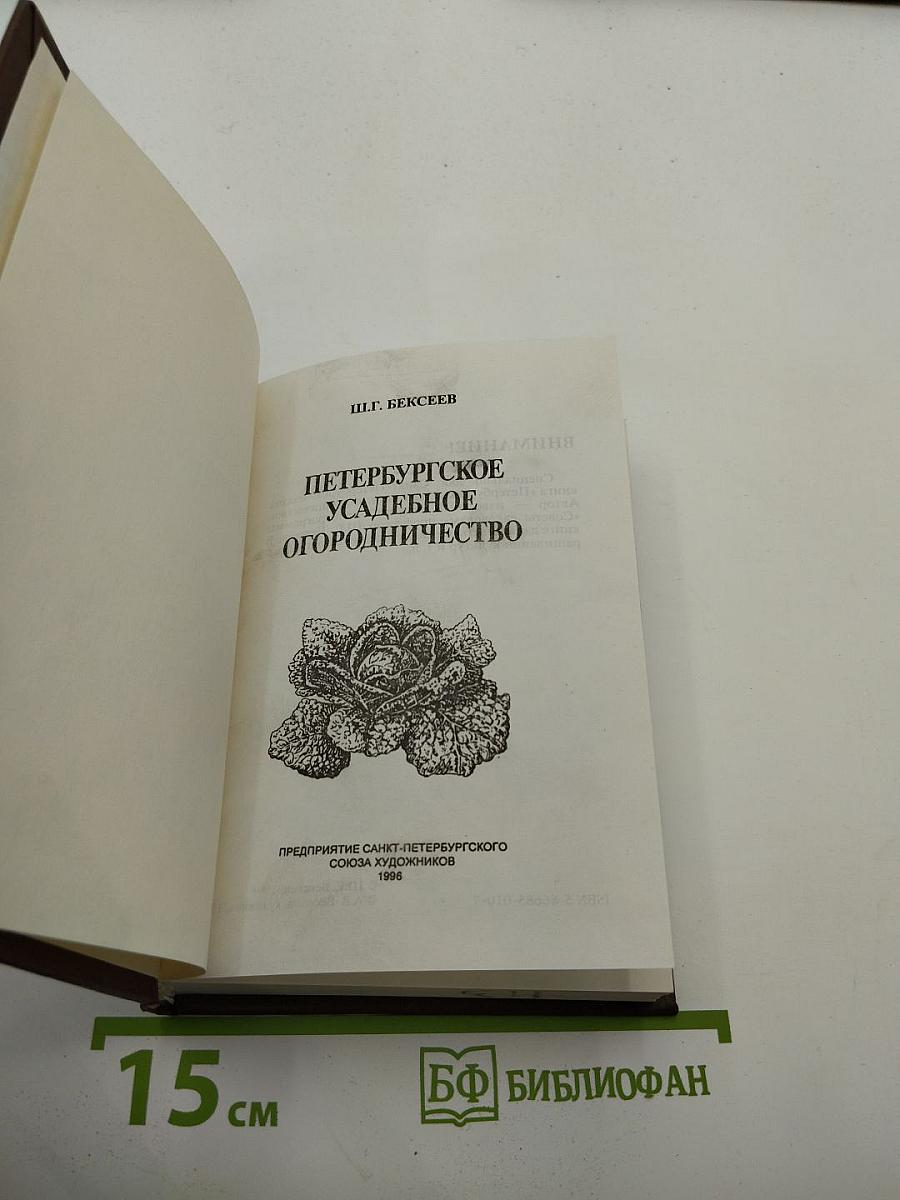 Ш.Г. БЕКСЕЕВ
ПЕТЕРБУРГСКОЕ
УСАДЕБНОЕ
ОГОРОДНИЧЕСТВО
ПРЕДПРИЯТИЕ САНКТ-ПЕТЕРБУРГСКОГО
СОЮЗА ХУДОЖНИКОВ
1996
15 см
БФ БИБЛИОФАН